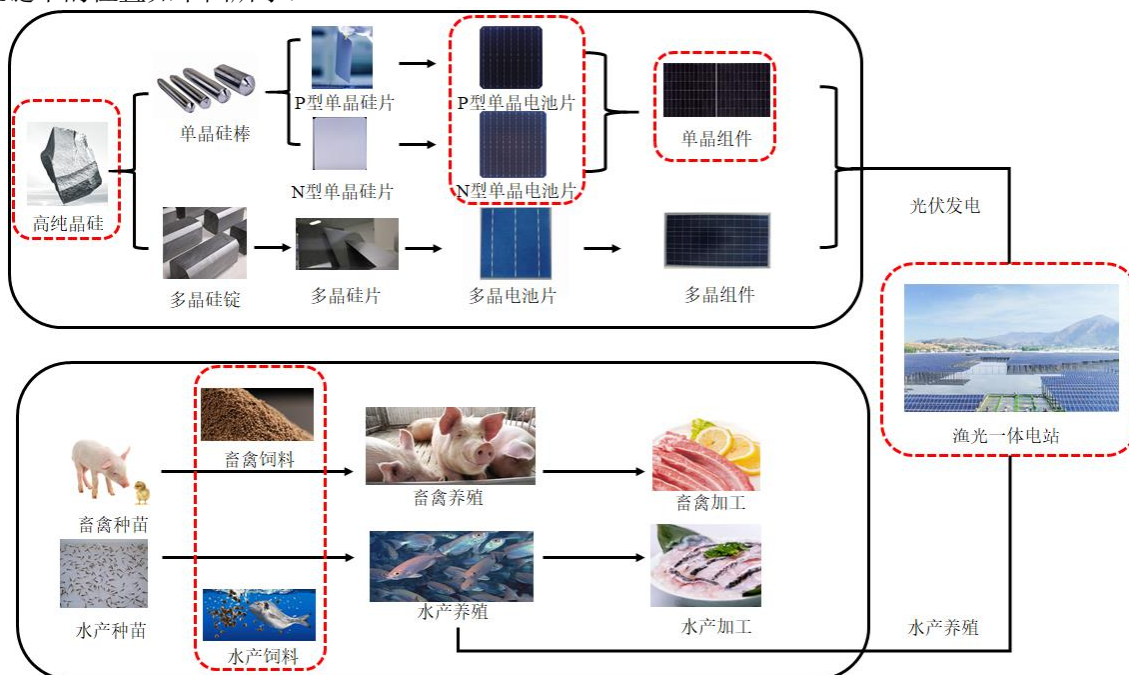 P型单晶硅片
P型单晶电池片
单晶硅棒
单晶组件
N型单晶硅片
N型单晶电池片
高纯晶硅
光伏发电
多晶硅锭
多晶硅片
多晶电池片
多晶组件
渔光一体电站
畜禽饲料
畜禽种苗
畜禽养殖
畜禽加工
水产种苗
水产饲料
水产养殖
水产加工
水产养殖